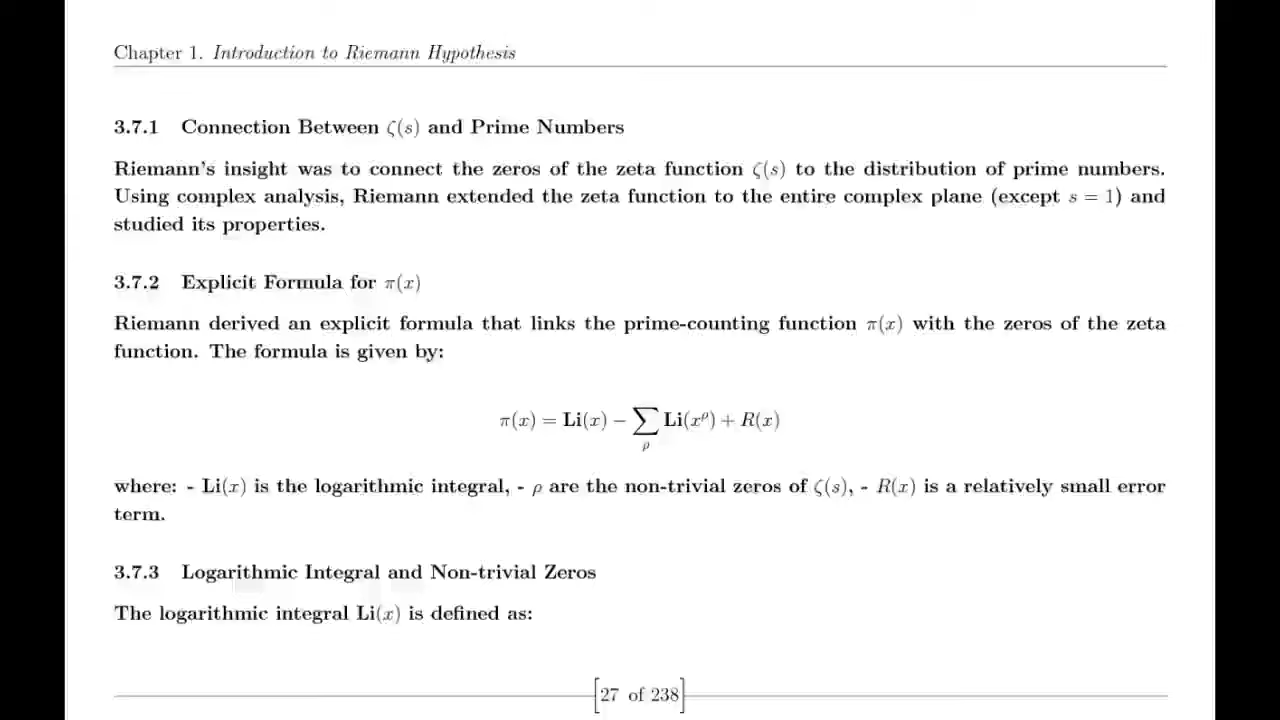 Chapter 1. Introduction to Riemann Hypothesis
3.7.1 Connection Between ζ(s) and Prime Numbers
Riemann's insight was to connect the zeros of the zeta function ζ(s) to the distribution of prime numbers.
Using complex analysis, Riemann extended the zeta function to the entire complex plane (except s = 1) and
studied its properties.
3.7.2 Explicit Formula for π(x)
Riemann derived an explicit formula that links the prime-counting function π(x) with the zeros of the zeta
function. The formula is given by:
π(x) = Li(x) − ∑ρ Li(x^ρ) + R(x)
where: - Li(x) is the logarithmic integral, - ρ are the non-trivial zeros of ζ(s), - R(x) is a relatively small error
term.
3.7.3 Logarithmic Integral and Non-trivial Zeros
The logarithmic integral Li(x) is defined as:
[27 of 238]